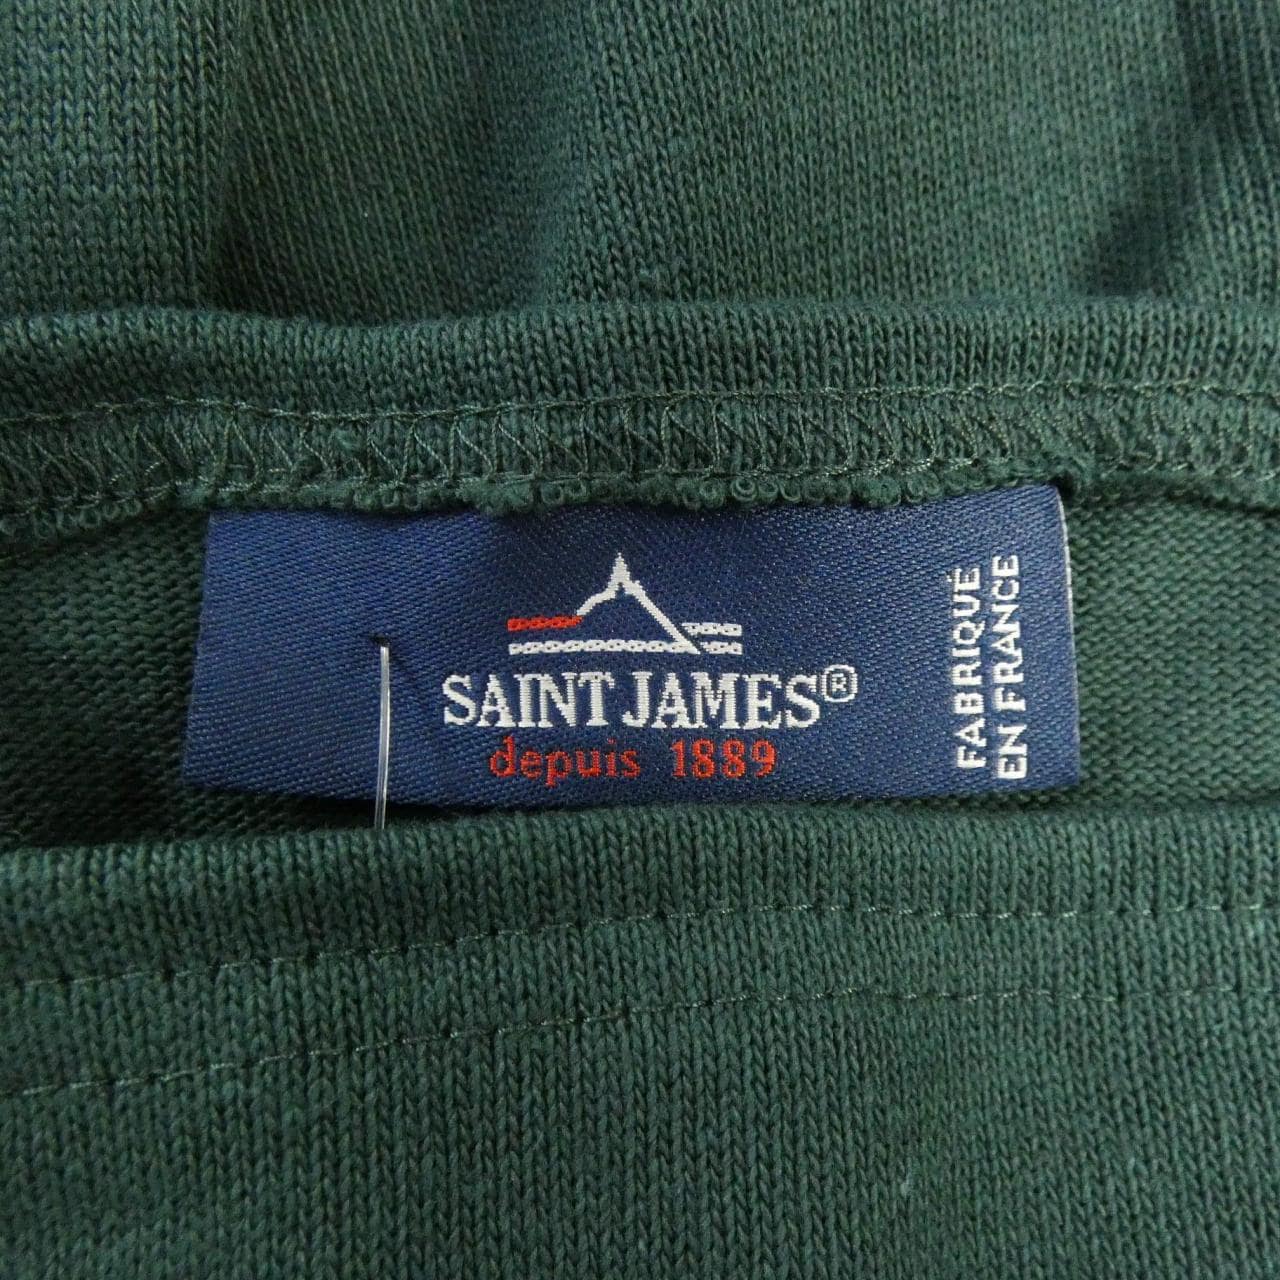 SAINT JAMES®
depuis 1889
FABRIQUÉ
EN FRANCE